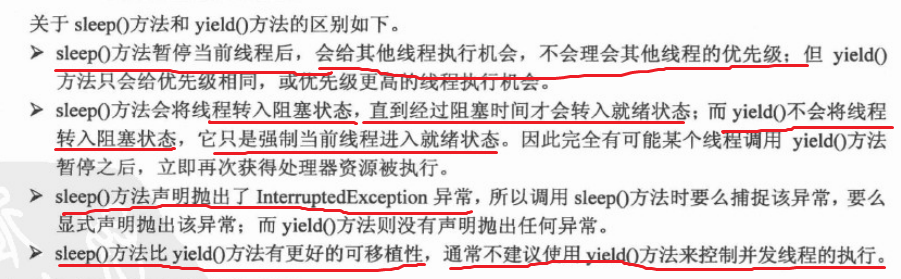 关于 sleep()方法和 yield()方法的区别如下。
➢ sleep()方法暂停当前线程后，会给其他线程执行机会，不会理会其他线程的优先级；但 yield()
方法只会给优先级相同，或优先级更高的线程执行机会。
➢ sleep()方法会将线程转入阻塞状态，直到经过阻塞时间才会转入就绪状态；而 yield()不会将线程
转入阻塞状态，它只是强制当前线程进入就绪状态。因此完全有可能某个线程调用 yield()方法
暂停之后，立即再次获得处理器资源被执行。
➢ sleep()方法声明抛出了 InterruptedException 异常，所以调用 sleep()方法时要么捕捉该异常，要么
显式声明抛出该异常；而 yield()方法则没有声明抛出任何异常。
➢ sleep()方法比 yield()方法有更好的可移植性，通常不建议使用 yield()方法来控制并发线程的执行。